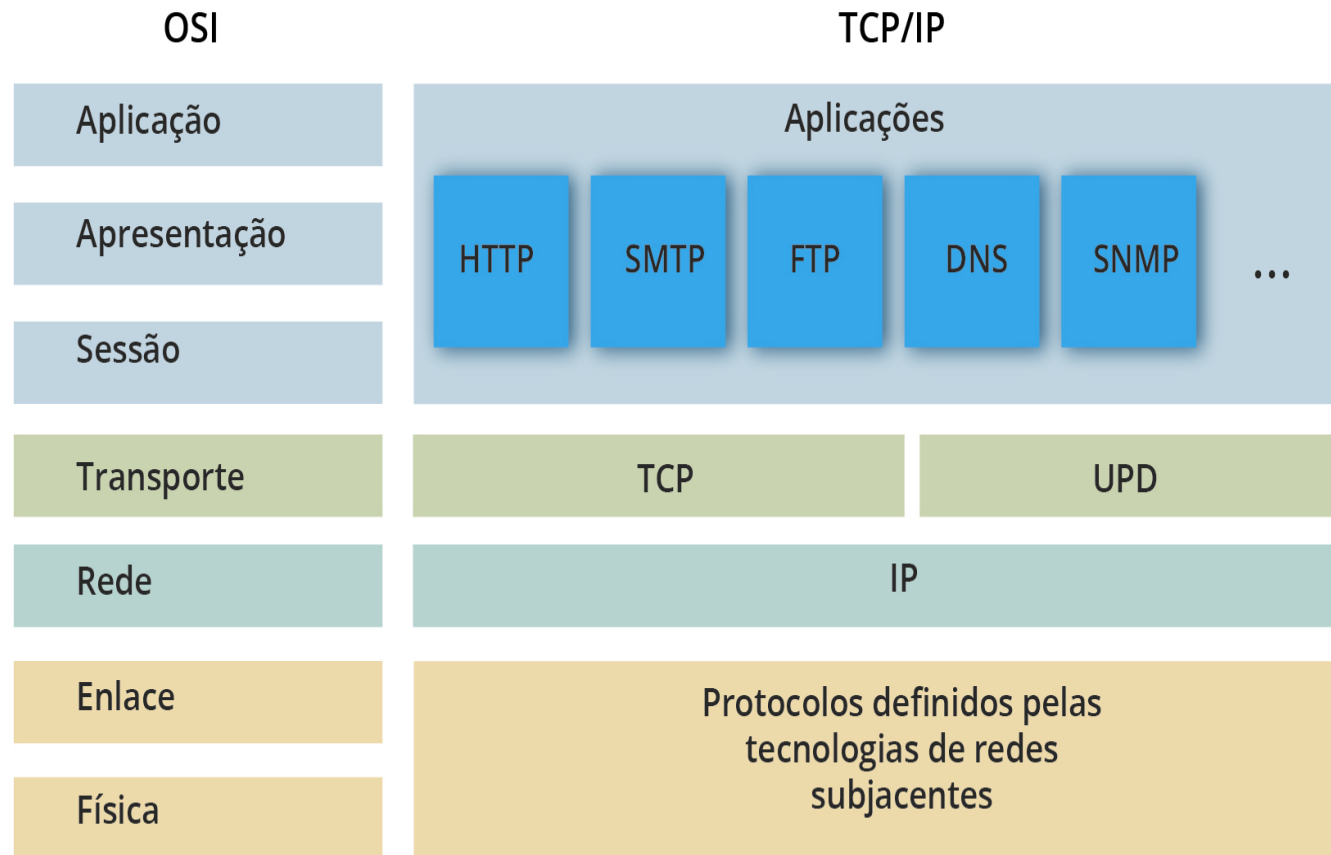 OSI
TCP/IP
Aplicação
Apresentação
Sessão
Aplicações
HTTP
SMTP
FTP
DNS
SNMP
...
Transporte
TCP
UPD
Rede
IP
Enlace
Física
Protocolos definidos pelas
tecnologias de redes
subjacentes